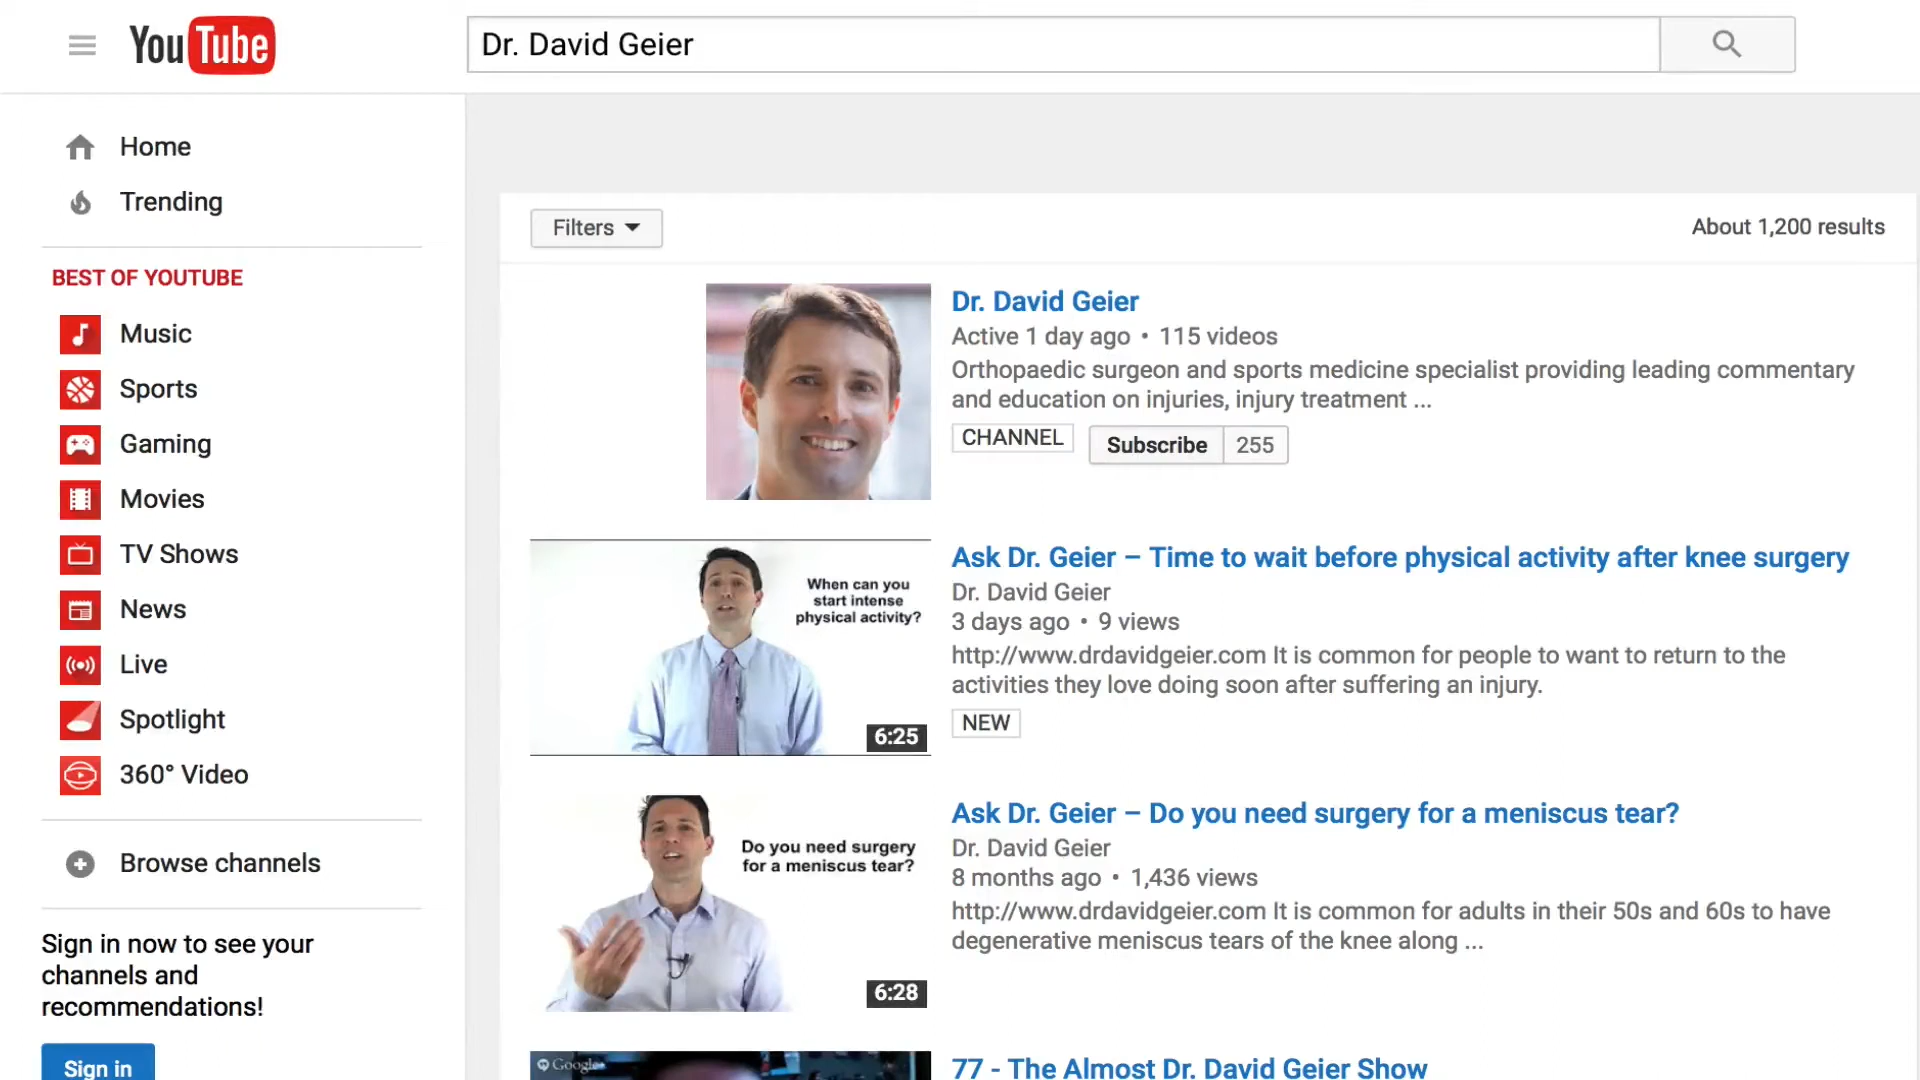 YouTube
Dr. David Geier
Home
Trending
BEST OF YOUTUBE
Music
Sports
Gaming
Movies
TV Shows
News
Live
Spotlight
360° Video
Browse channels
Sign in now to see your
channels and
recommendations!
Sign in
Filters
About 1,200 results
Dr. David Geier
Active 1 day ago • 115 videos
Orthopaedic surgeon and sports medicine specialist providing leading commentary
and education on injuries, injury treatment ...
CHANNEL
Subscribe 255
When can you
start intense
physical activity?
6:25
Ask Dr. Geier – Time to wait before physical activity after knee surgery
Dr. David Geier
3 days ago • 9 views
http://www.drdavidgeier.com It is common for people to want to return to the
activities they love doing soon after suffering an injury.
NEW
Do you need surgery
for a meniscus tear?
6:28
Ask Dr. Geier – Do you need surgery for a meniscus tear?
Dr. David Geier
8 months ago • 1,436 views
http://www.drdavidgeier.com It is common for adults in their 50s and 60s to have
degenerative meniscus tears of the knee along ...
Google+
77 - The Almost Dr. David Geier Show